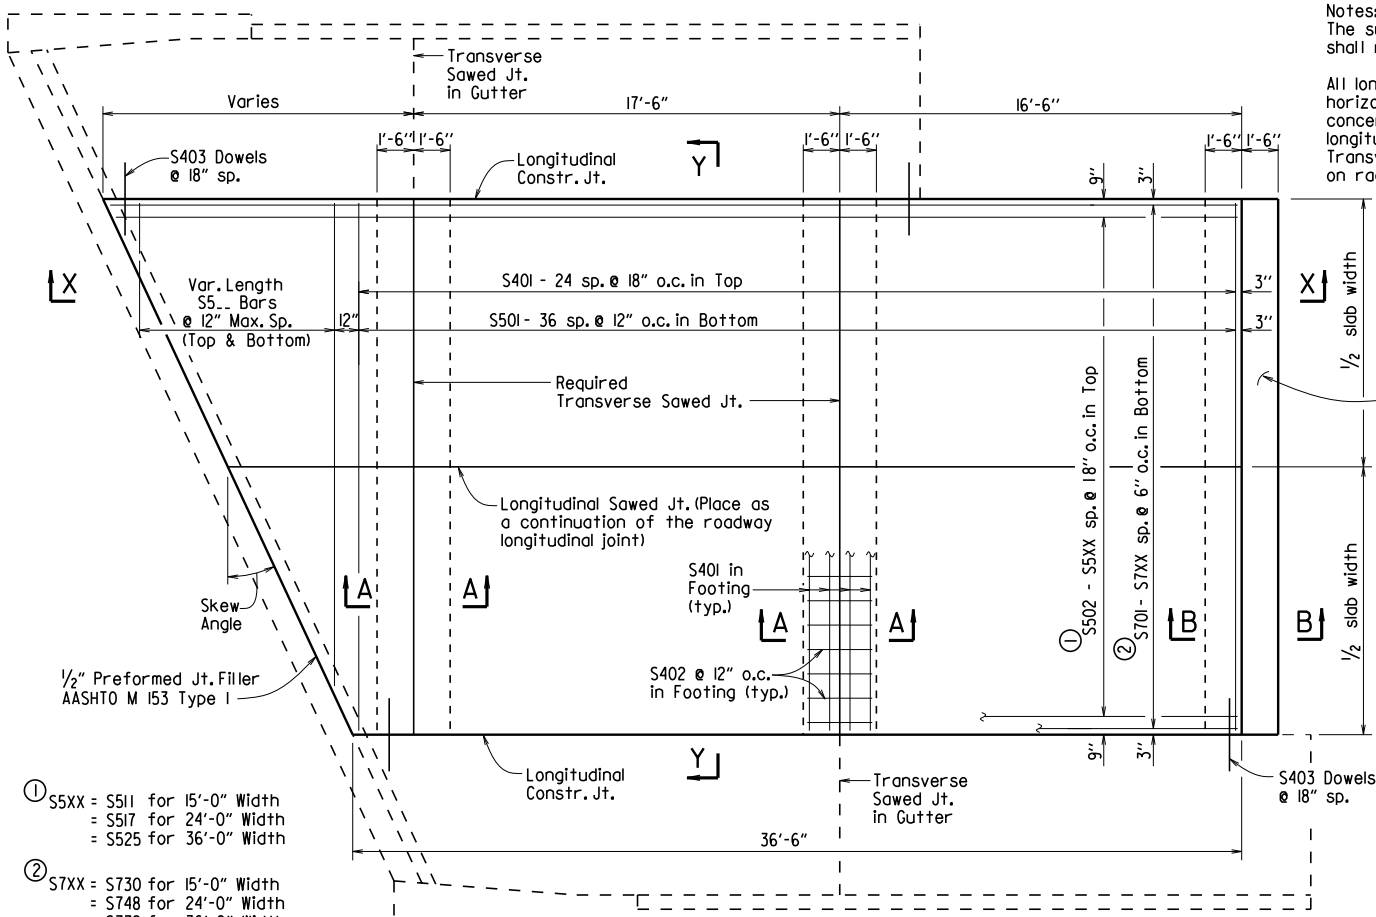 Notes:
The su
shall r
All lon
horizo
concer
longitu
Transv
on rac
Transverse
Sawed Jt.
in Gutter
Varies
17'-6"
16'-6"
1'-6"
1'-6"
1'-6"
1'-6"
1'-6"
1'-6"
S403 Dowels
@ 18" sp.
Longitudinal
Constr. Jt.
Y
9"
3"
X
X
Var. Length
S5__ Bars
@ 12" Max. Sp.
(Top & Bottom)
12"
S401 - 24 sp. @ 18" o.c. in Top
3"
S501 - 36 sp. @ 12" o.c. in Bottom
3"
1/2 slab width
Required
Transverse Sawed Jt.
① S502 - S5XX sp. @ 18" o.c. in Top
② S701 - S7XX sp. @ 6" o.c. in Bottom
Longitudinal Sawed Jt. (Place as
a continuation of the roadway
longitudinal joint)
S401 in
Footing
(typ.)
A
A
A
A
B
B
1/2 slab width
Skew
Angle
S402 @ 12" o.c.
in Footing (typ.)
1/2" Preformed Jt. Filler
AASHTO M 153 Type 1
9"
3"
Y
Longitudinal
Constr. Jt.
Transverse
Sawed Jt.
in Gutter
S403 Dowels
@ 18" sp.
36'-6"
① S5XX = S511 for 15'-0" Width
= S517 for 24'-0" Width
= S525 for 36'-0" Width
② S7XX = S730 for 15'-0" Width
= S748 for 24'-0" Width